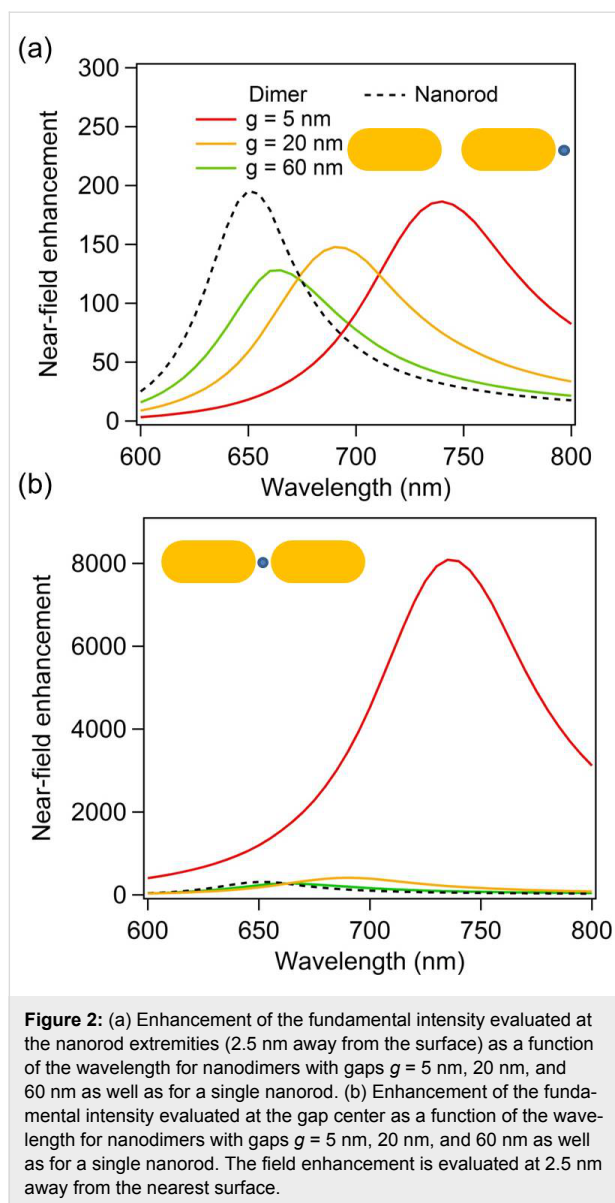 (a)
300
250
200
150
100
50
0
Near-field enhancement
Dimer
Nanorod
g = 5 nm
g = 20 nm
g = 60 nm
600 650 700 750 800
Wavelength (nm)
(b)
8000
6000
4000
2000
0
Near-field enhancement
600 650 700 750 800
Wavelength (nm)
Figure 2: (a) Enhancement of the fundamental intensity evaluated at
the nanorod extremities (2.5 nm away from the surface) as a function
of the wavelength for nanodimers with gaps g = 5 nm, 20 nm, and
60 nm as well as for a single nanorod. (b) Enhancement of the funda-
mental intensity evaluated at the gap center as a function of the wave-
length for nanodimers with gaps g = 5 nm, 20 nm, and 60 nm as well
as for a single nanorod. The field enhancement is evaluated at 2.5 nm
away from the nearest surface.